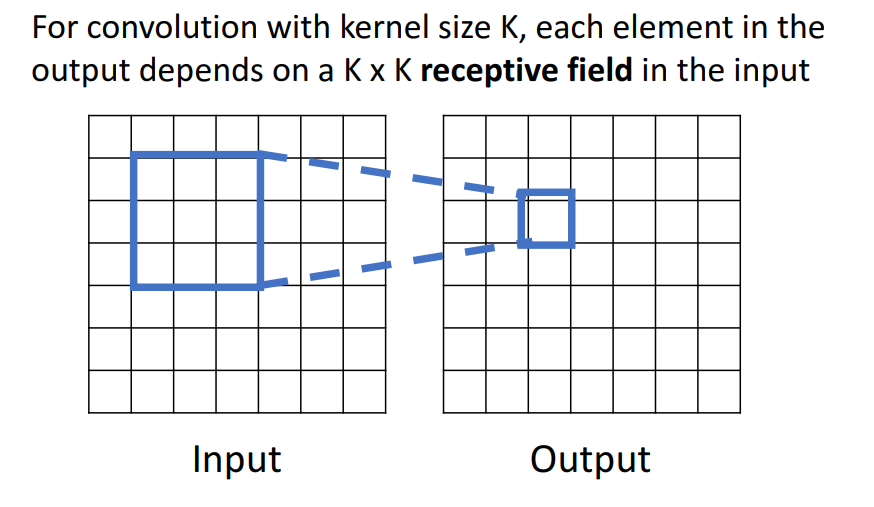 For convolution with kernel size K, each element in the
output depends on a K x K receptive field in the input
Input
Output